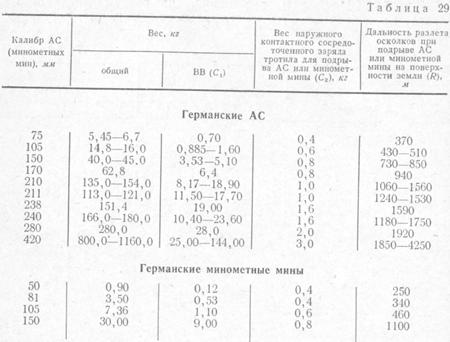 Таблица 29
Калибр АС (минометных мин), мм
Вес, кг
общий
ВВ (C₁)
Вес наружного контактного сосредоточенного заряда тротила для подрыва АС или минометной мины (C₂), кг
Дальность разлета осколков при подрыве АС или минометной мины на поверхности земли (R), м
Германские АС
75 5,45—6,7 0,70 0,4 370
105 14,8—16,0 0,885—1,60 0,6 430—510
150 40,0—45,0 3,53—5,10 0,8 730—850
170 62,8 6,4 0,8 940
210 135,0—154,0 8,17—18,90 1,0 1060—1560
211 113,0—121,0 11,50—17,70 1,0 1240—1530
238 151,4 19,00 1,6 1590
240 166,0—180,0 10,40—23,60 1,6 1180—1750
280 280,0 28,0 2,0 1920
420 800,0—1160,0 25,00—144,00 3,0 1850—4250
Германские минометные мины
50 0,90 0,12 0,4 250
81 3,50 0,53 0,4 340
105 7,36 1,10 0,6 460
150 30,00 9,00 0,8 1100